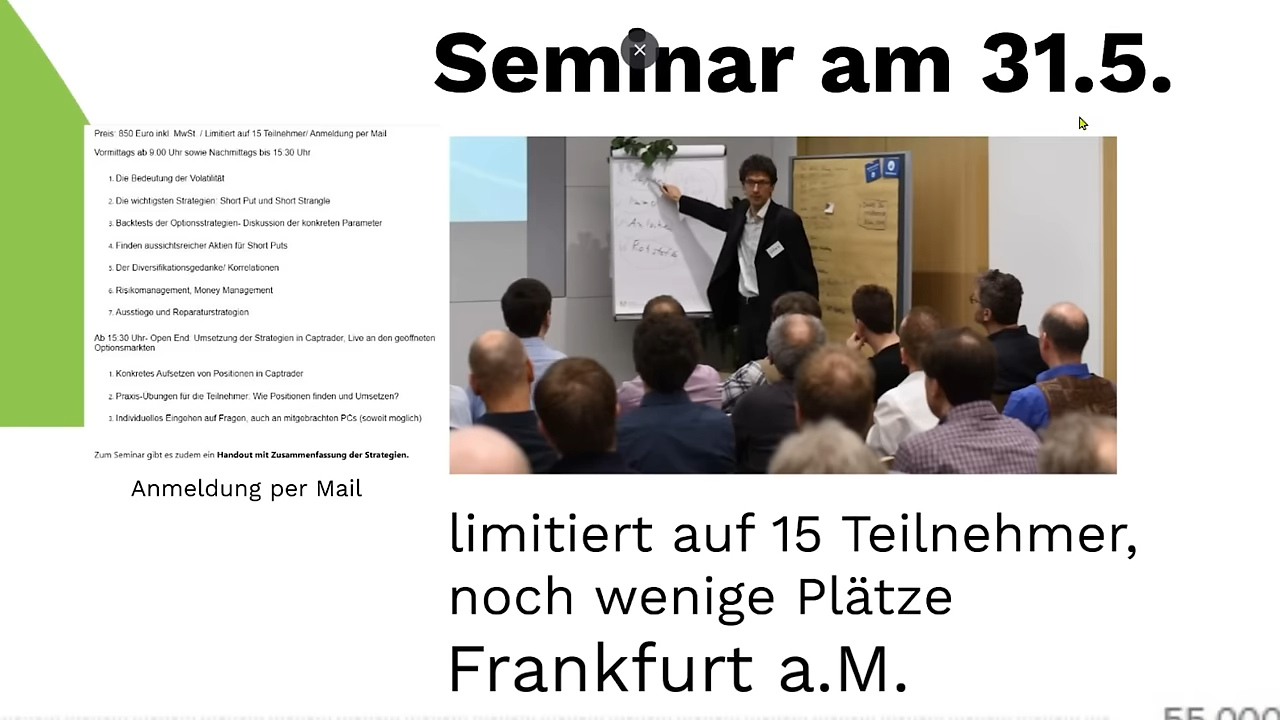 Seminar am 31.5.
Preis: 850 Euro inkl. MwSt. / Limitiert auf 15 Teilnehmer/ Anmeldung per Mail
Vormittags ab 9.00 Uhr sowie Nachmittags bis 15.30 Uhr
1. Die Bedeutung der Volatilität
2. Die wichtigsten Strategien: Short Put und Short Strangle
3. Backtests der Optionsstrategien- Diskussion der konkreten Parameter
4. Finden aussichtsreicher Aktien für Short Puts
5. Der Diversifikationsgedanke/ Korrelationen
6. Risikomanagement, Money Management
7. Ausstiege und Reparaturstrategien
Ab 15:30 Uhr- Open End: Umsetzung der Strategien in Captrader, Live an den geöffneten
Optionsmärkten
1. Konkretes Aufsetzen von Positionen in Captrader
2. Praxis-Übungen für die Teilnehmer: Wie Positionen finden und Umsetzen?
3. Individuelles Eingehen auf Fragen, auch an mitgebrachten PCs (soweit möglich)
Zum Seminar gibt es zudem ein Handout mit Zusammenfassung der Strategien.
Anmeldung per Mail
limitiert auf 15 Teilnehmer,
noch wenige Plätze
Frankfurt a.M.